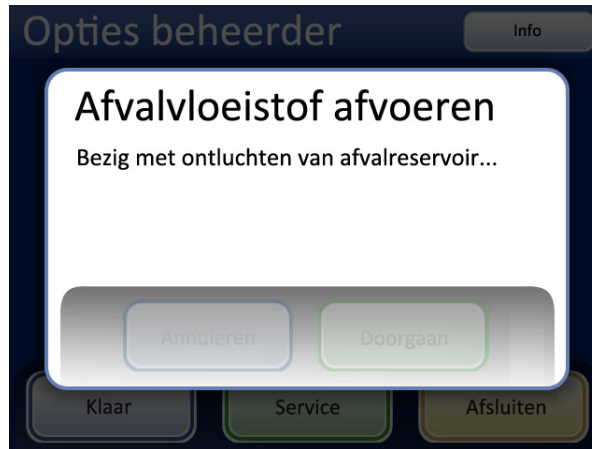 Opties beheerder
Info
Afvalvloeistof afvoeren
Bezig met ontluchten van afvalreservoir...
Annuleren
Doorgaan
Klaar
Service
Afsluiten